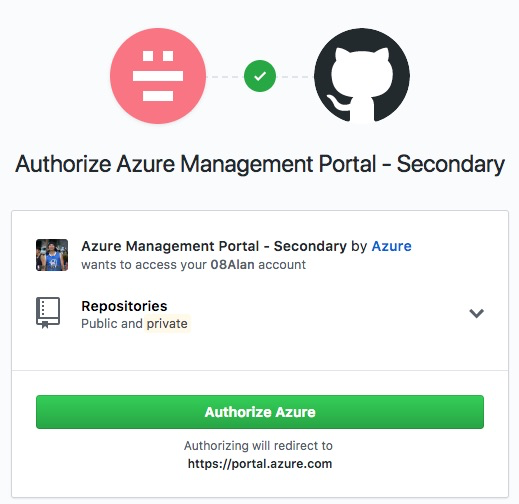 Authorize Azure Management Portal - Secondary
Azure Management Portal - Secondary by Azure
wants to access your 08Alan account
Repositories
Public and private
Authorize Azure
Authorizing will redirect to
https://portal.azure.com